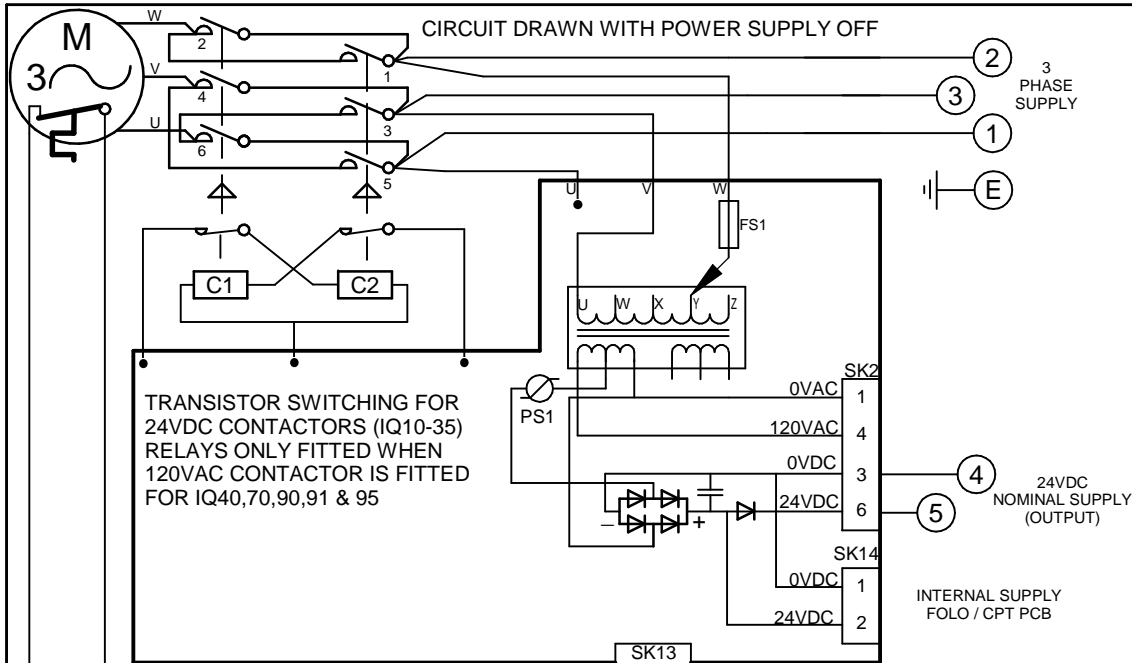 CIRCUIT DRAWN WITH POWER SUPPLY OFF
M
3
W
V
U
2
4
6
1
3
5
2
3
1
E
3
PHASE
SUPPLY
U V W
FS1
C1 C2
U W X Y Z
PS1
TRANSISTOR SWITCHING FOR
24VDC CONTACTORS (IQ10-35)
RELAYS ONLY FITTED WHEN
120VAC CONTACTOR IS FITTED
FOR IQ40,70,90,91 & 95
SK2
0VAC 1
120VAC 4
0VDC 3
24VDC 6
4
5
24VDC
NOMINAL SUPPLY
(OUTPUT)
– +
SK14
0VDC 1
24VDC 2
INTERNAL SUPPLY
FOLO / CPT PCB
SK13